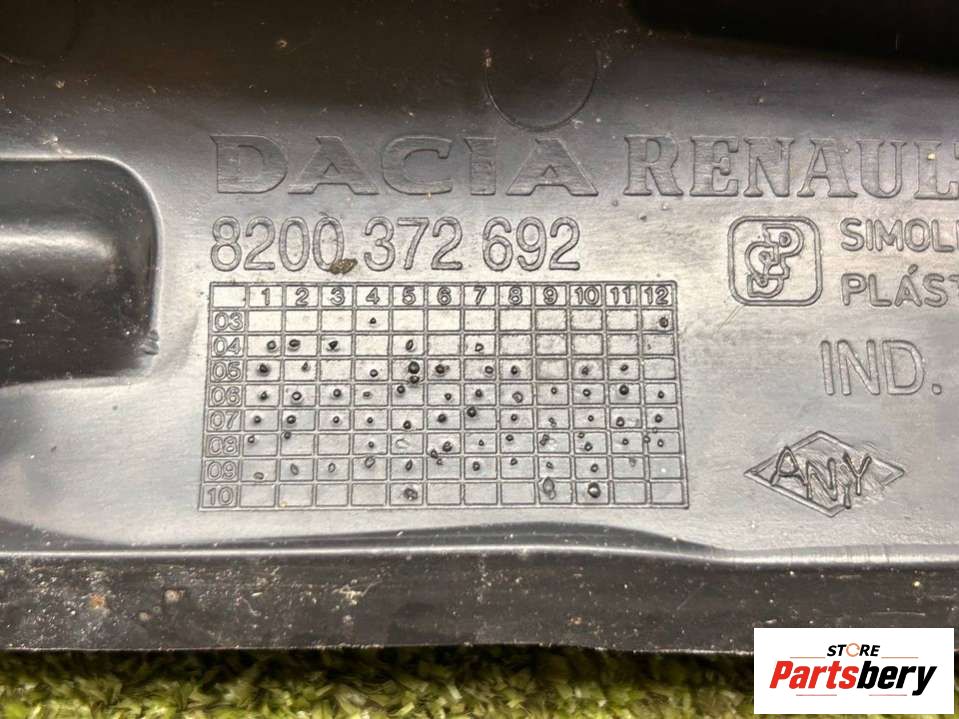 DACIA RENAULT
8200 372 692
SIMOL
PLÁST
IND.
1 2 3 4 5 6 7 8 9 10 11 12
03
04
05
06
07
08
09
10
ANY
STORE
Partsbery